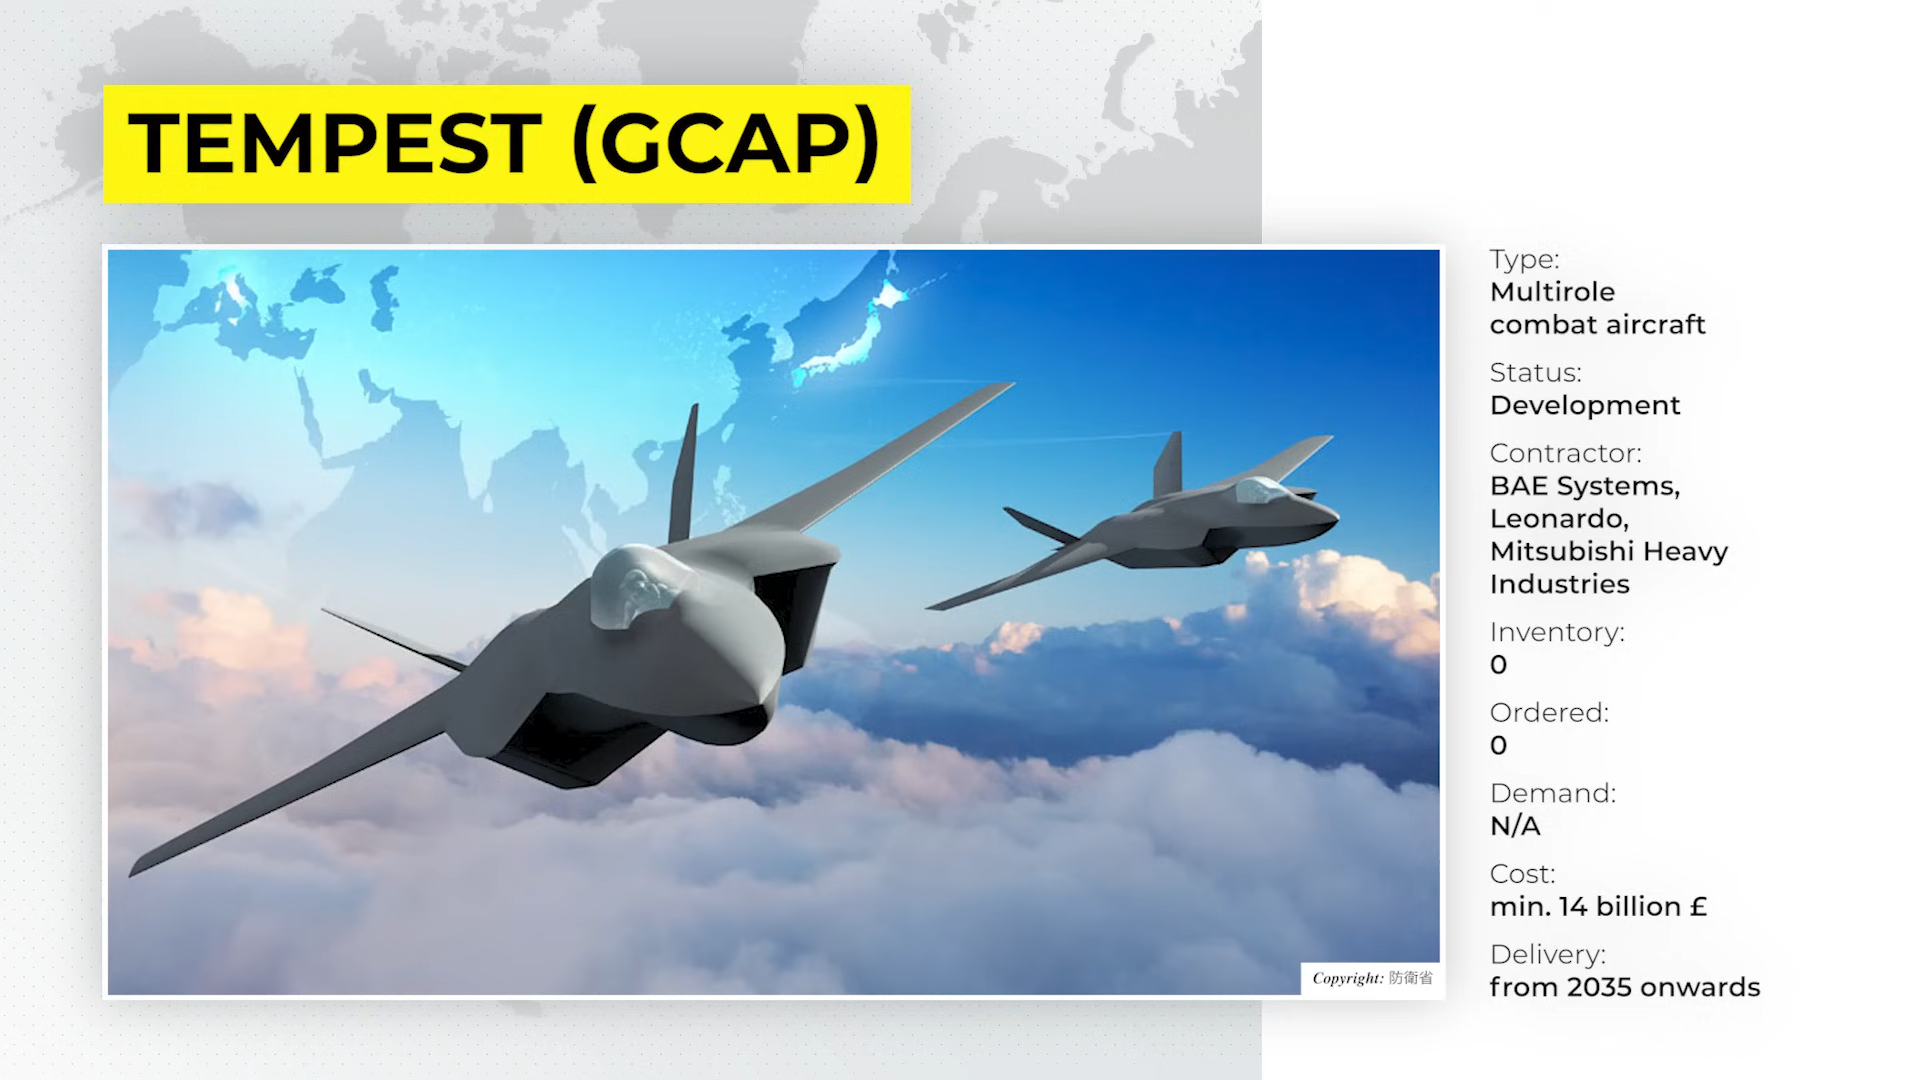 TEMPEST (GCAP)
Type:
Multirole
combat aircraft
Status:
Development
Contractor:
BAE Systems,
Leonardo,
Mitsubishi Heavy
Industries
Inventory:
0
Ordered:
0
Demand:
N/A
Cost:
min. 14 billion £
Delivery:
from 2035 onwards
Copyright: 防衛省